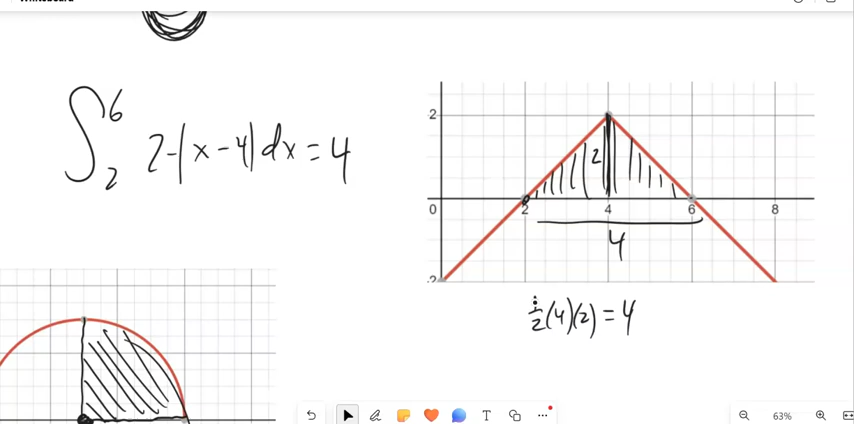 ∫₂⁶ 2-|x-4|dx = 4
2
2
0 2 4 6 8
4
-2
½(4)(2) = 4
T ... 63%